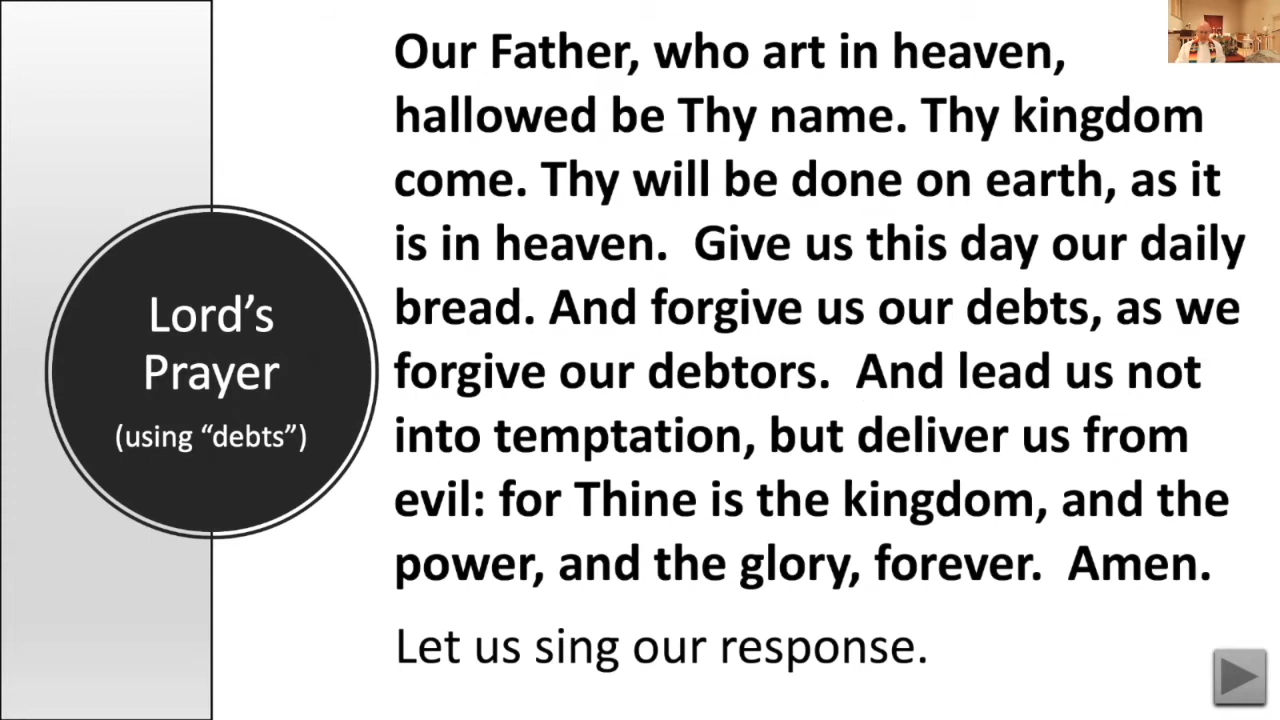 Lord’s
Prayer
(using “debts”)
Our Father, who art in heaven,
hallowed be Thy name. Thy kingdom
come. Thy will be done on earth, as it
is in heaven.  Give us this day our daily
bread. And forgive us our debts, as we
forgive our debtors.  And lead us not
into temptation, but deliver us from
evil: for Thine is the kingdom, and the
power, and the glory, forever.  Amen.
Let us sing our response.